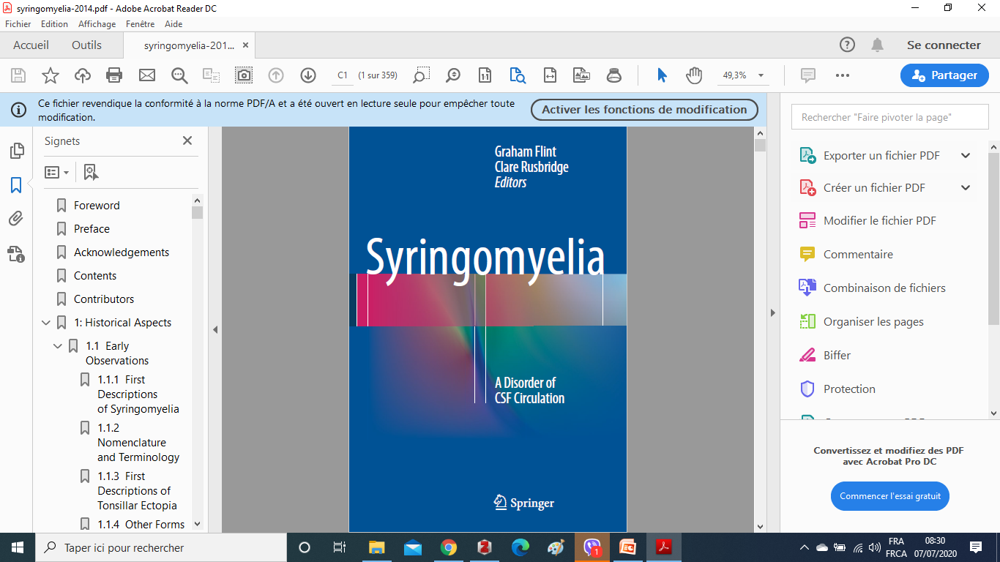 syringomyelia-2014.pdf - Adobe Acrobat Reader DC
Fichier Edition Affichage Fenêtre Aide
Accueil Outils syringomyelia-201... × Se connecter
C1 (1 sur 359) 49,3% Partager
Ce fichier revendique la conformité à la norme PDF/A et a été ouvert en lecture seule pour empêcher toute
modification.
Activer les fonctions de modification
Signets
Foreword
Preface
Acknowledgements
Contents
Contributors
1: Historical Aspects
1.1 Early
Observations
1.1.1 First
Descriptions
of Syringomyelia
1.1.2
Nomenclature
and Terminology
1.1.3 First
Descriptions of
Tonsillar Ectopia
1.1.4 Other Forms
Graham Flint
Clare Rusbridge
Editors
Syringomyelia
A Disorder of
CSF Circulation
Springer
Rechercher "Faire pivoter la page"
Exporter un fichier PDF
Créer un fichier PDF
Modifier le fichier PDF
Commentaire
Combinaison de fichiers
Organiser les pages
Biffer
Protection
Convertissez et modifiez des PDF
avec Acrobat Pro DC
Commencer l'essai gratuit
Taper ici pour rechercher
1
FRA
FRCA
08:30
07/07/2020